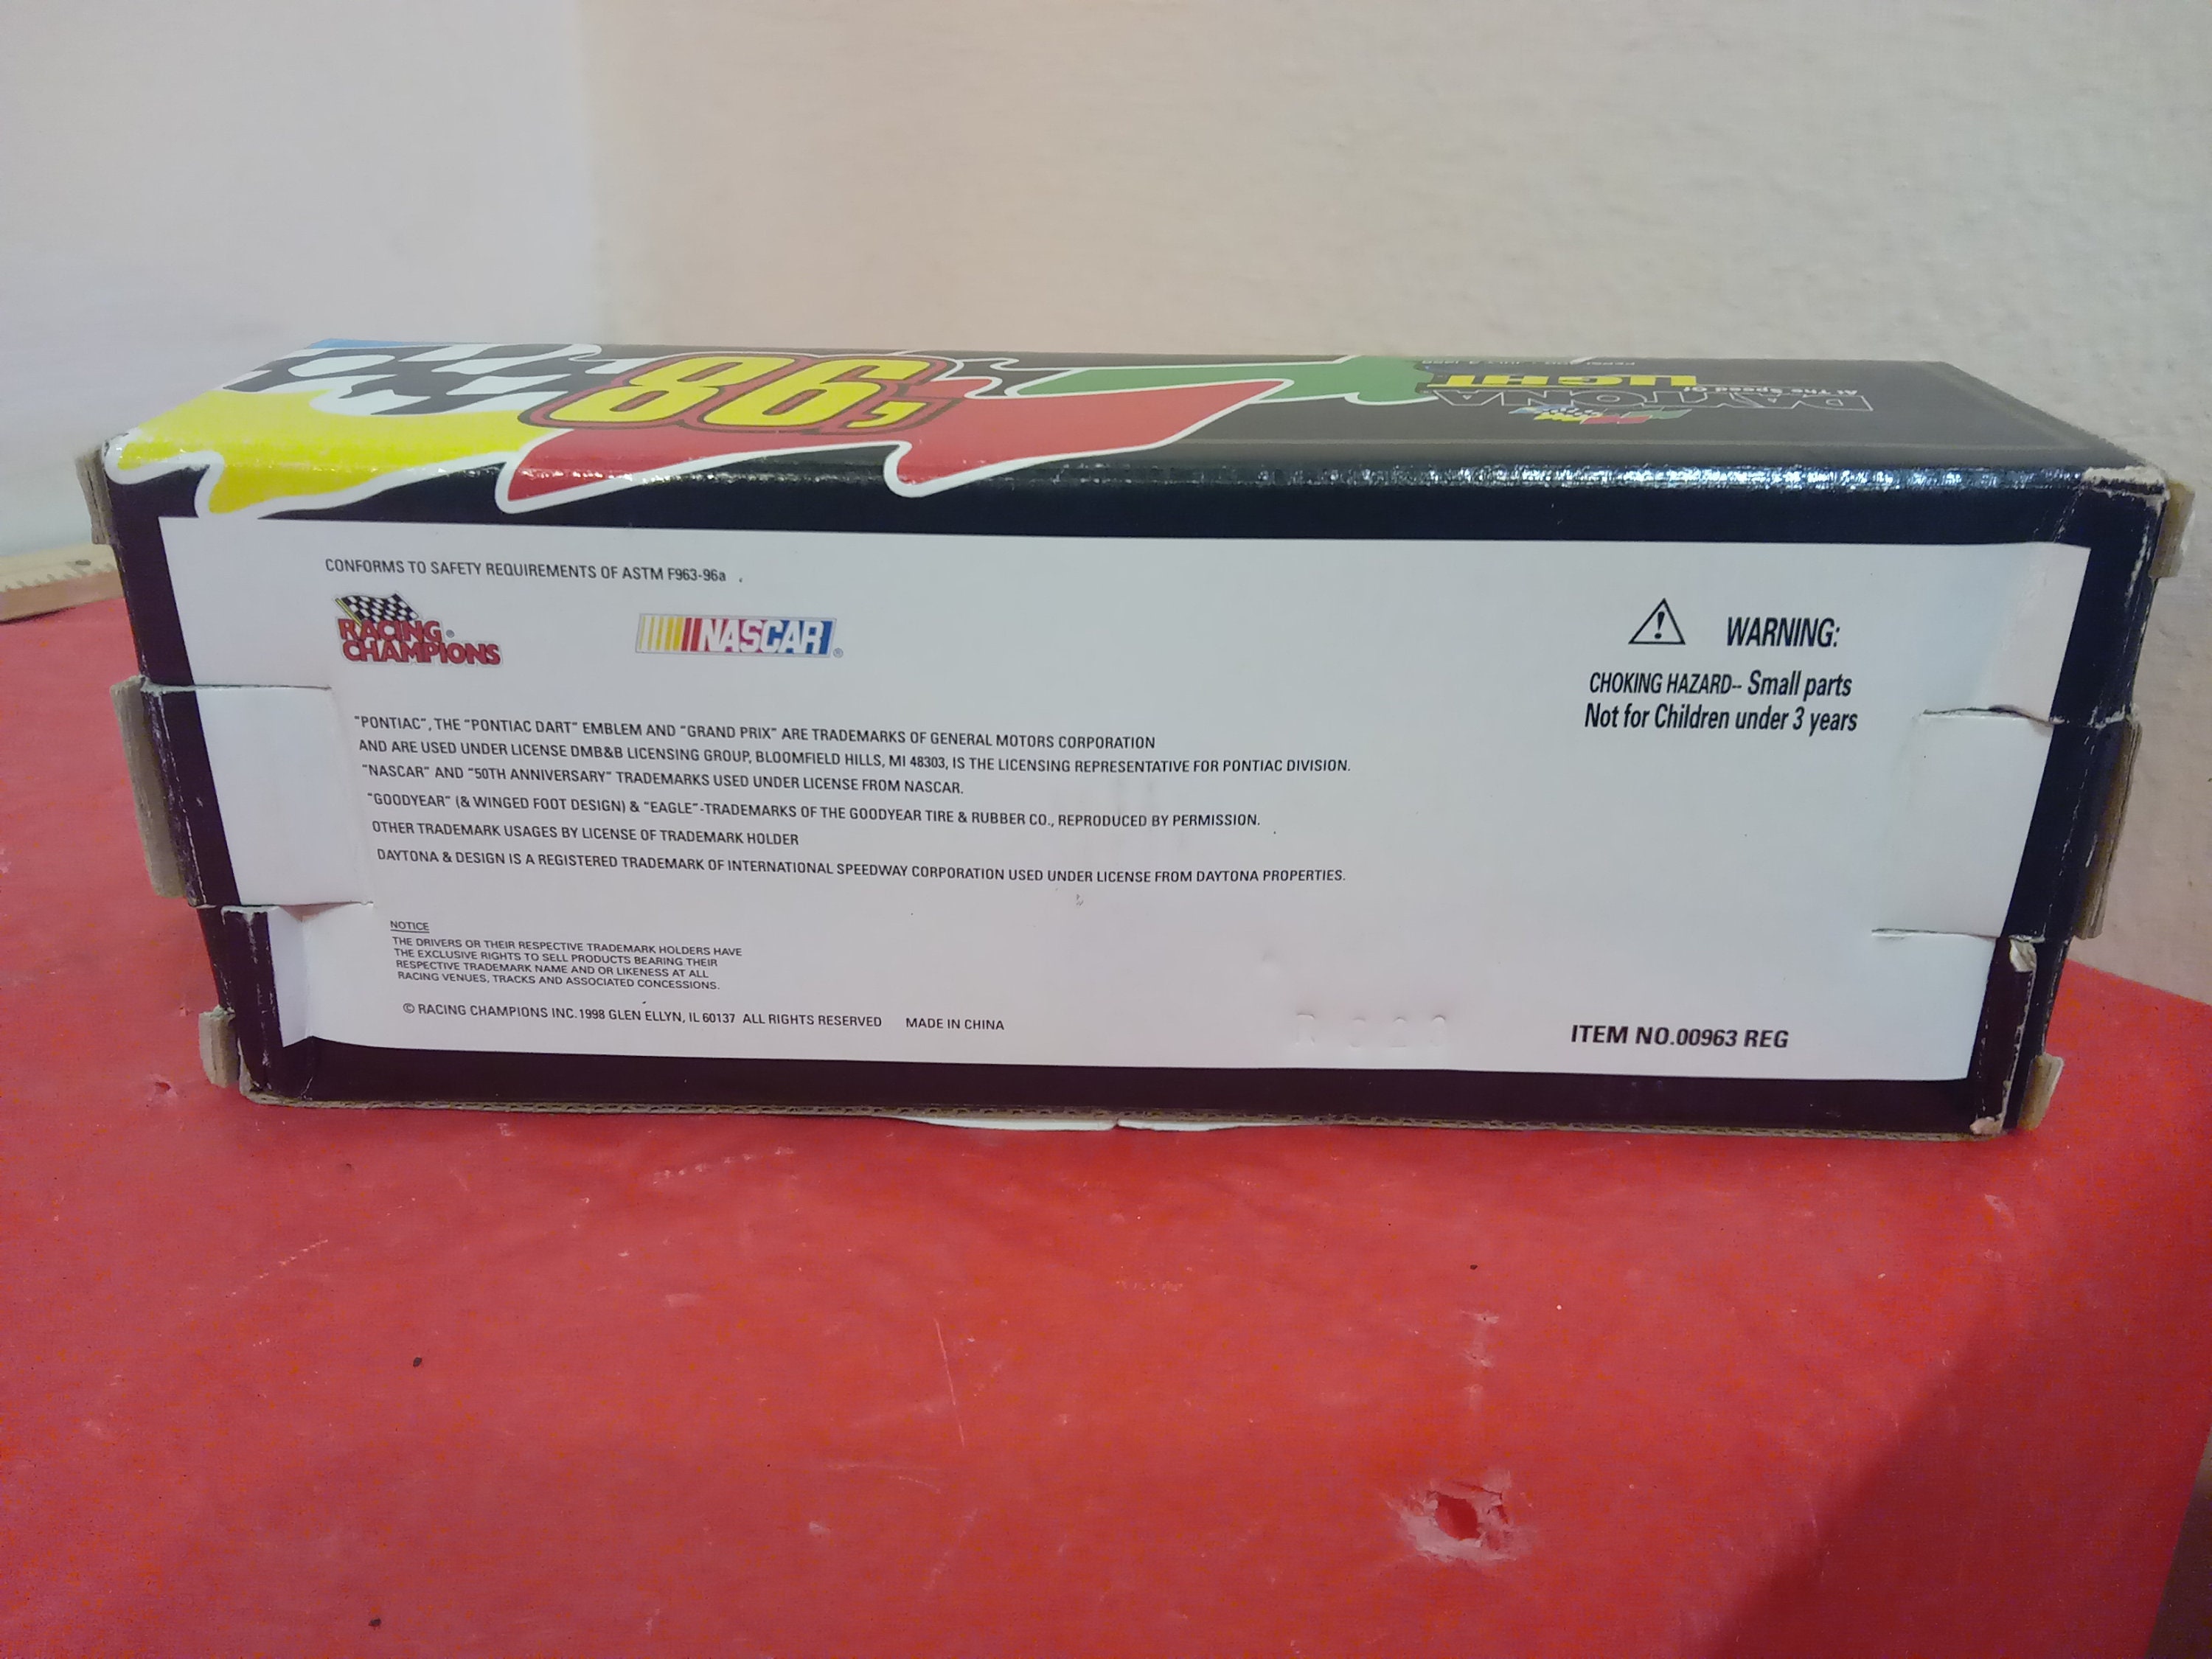 '98
DAYTONA
At The Speed Of
LIGHT
CONFORMS TO SAFETY REQUIREMENTS OF ASTM F963-96a
RACING CHAMPIONS®
NASCAR®
WARNING:
CHOKING HAZARD-- Small parts
Not for Children under 3 years
"PONTIAC", THE "PONTIAC DART" EMBLEM AND "GRAND PRIX" ARE TRADEMARKS OF GENERAL MOTORS CORPORATION
AND ARE USED UNDER LICENSE DMB&B LICENSING GROUP, BLOOMFIELD HILLS, MI 48303, IS THE LICENSING REPRESENTATIVE FOR PONTIAC DIVISION.
"NASCAR" AND "50TH ANNIVERSARY" TRADEMARKS USED UNDER LICENSE FROM NASCAR.
"GOODYEAR" (& WINGED FOOT DESIGN) & "EAGLE"-TRADEMARKS OF THE GOODYEAR TIRE & RUBBER CO., REPRODUCED BY PERMISSION.
OTHER TRADEMARK USAGES BY LICENSE OF TRADEMARK HOLDER
DAYTONA & DESIGN IS A REGISTERED TRADEMARK OF INTERNATIONAL SPEEDWAY CORPORATION USED UNDER LICENSE FROM DAYTONA PROPERTIES.
NOTICE
THE DRIVERS OR THEIR RESPECTIVE TRADEMARK HOLDERS HAVE
THE EXCLUSIVE RIGHTS TO SELL PRODUCTS BEARING THEIR
RESPECTIVE TRADEMARK NAME AND OR LIKENESS AT ALL
RACING VENUES, TRACKS AND ASSOCIATED CONCESSIONS.
© RACING CHAMPIONS INC. 1998 GLEN ELLYN, IL 60137 ALL RIGHTS RESERVED MADE IN CHINA
ITEM NO.00963 REG